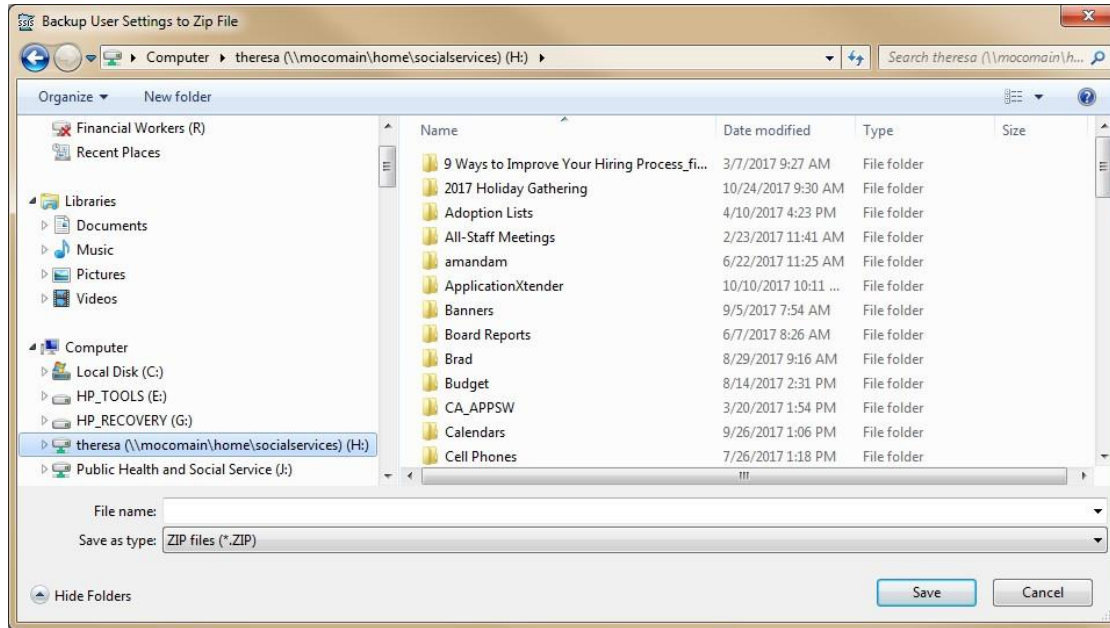 Backup User Settings to Zip File
Computer theresa (\\mocomain\home\socialservices) (H:)
Search theresa (\\mocomain\h...
Organize New folder
Financial Workers (R)
Recent Places
Libraries
Documents
Music
Pictures
Videos
Computer
Local Disk (C:)
HP_TOOLS (E:)
HP_RECOVERY (G:)
theresa (\\mocomain\home\socialservices) (H:)
Public Health and Social Service (J:)
Name Date modified Type Size
9 Ways to Improve Your Hiring Process_fi... 3/7/2017 9:27 AM File folder
2017 Holiday Gathering 10/24/2017 9:30 AM File folder
Adoption Lists 4/10/2017 4:23 PM File folder
All-Staff Meetings 2/23/2017 11:41 AM File folder
amandam 6/22/2017 11:25 AM File folder
ApplicationXtender 10/10/2017 10:11 ... File folder
Banners 9/5/2017 7:54 AM File folder
Board Reports 6/7/2017 8:26 AM File folder
Brad 8/29/2017 9:16 AM File folder
Budget 8/14/2017 2:31 PM File folder
CA_APPSW 3/20/2017 1:54 PM File folder
Calendars 9/26/2017 1:06 PM File folder
Cell Phones 7/26/2017 1:18 PM File folder
File name:
Save as type: ZIP files (*.ZIP)
Hide Folders
Save Cancel